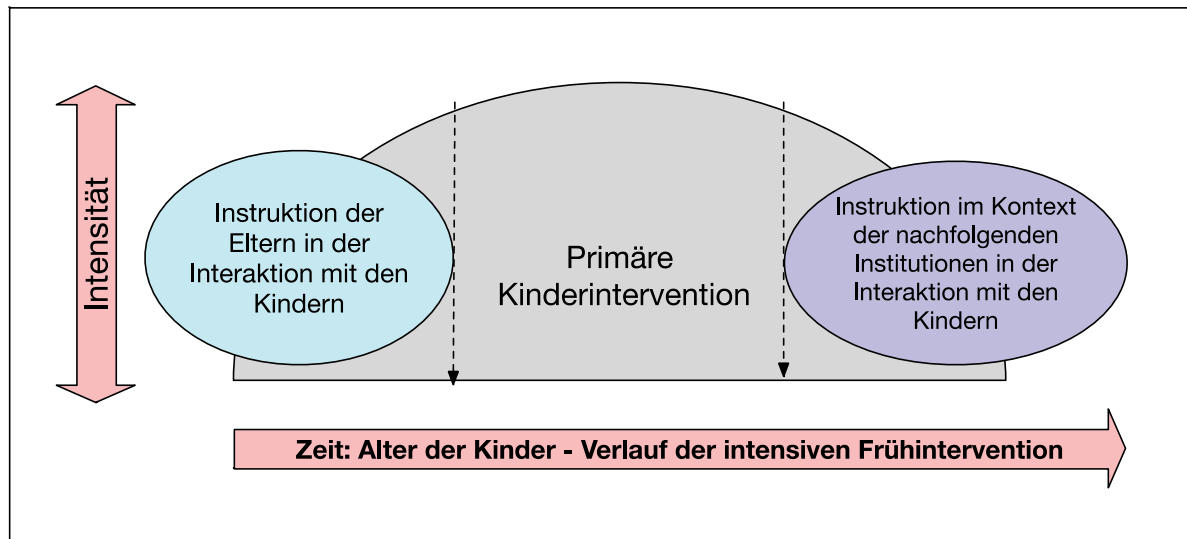 Intensität
Instruktion der
Eltern in der
Interaktion mit den
Kindern
Primäre
Kinderintervention
Instruktion im Kontext
der nachfolgenden
Institutionen in der
Interaktion mit den
Kindern
Zeit: Alter der Kinder - Verlauf der intensiven Frühintervention